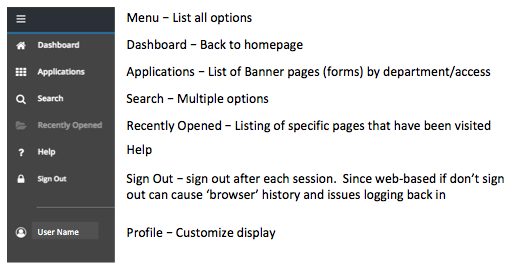 Menu – List all options
Dashboard
Dashboard – Back to homepage
Applications
Applications – List of Banner pages (forms) by department/access
Search
Search – Multiple options
Recently Opened
Recently Opened – Listing of specific pages that have been visited
Help
Help
Sign Out
Sign Out – sign out after each session.  Since web-based if don't sign
out can cause 'browser' history and issues logging back in
User Name
Profile – Customize display